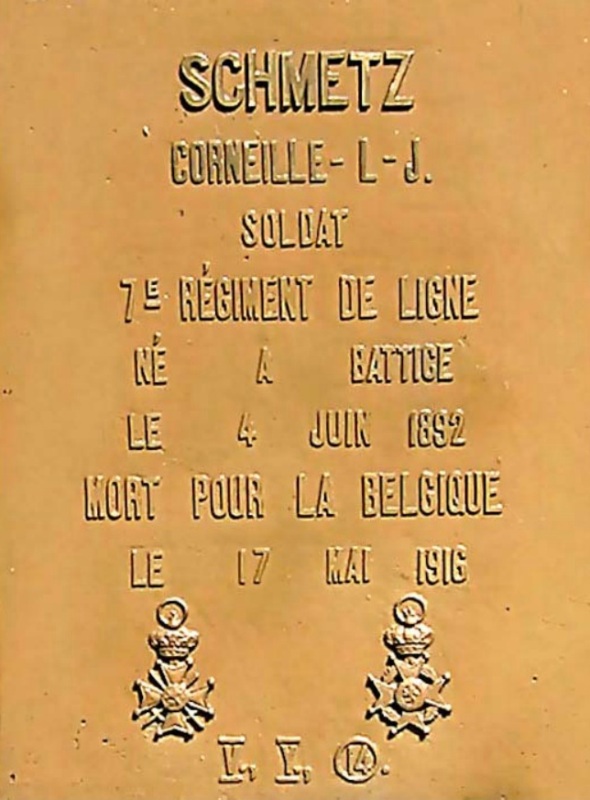 SCHMETZ
CORNEILLE-L-J.
SOLDAT
7E RÉGIMENT DE LIGNE
NÉ A BATTICE
LE 4 JUIN 1892
MORT POUR LA BELGIQUE
LE 17 MAI 1916
V., Y., 14.